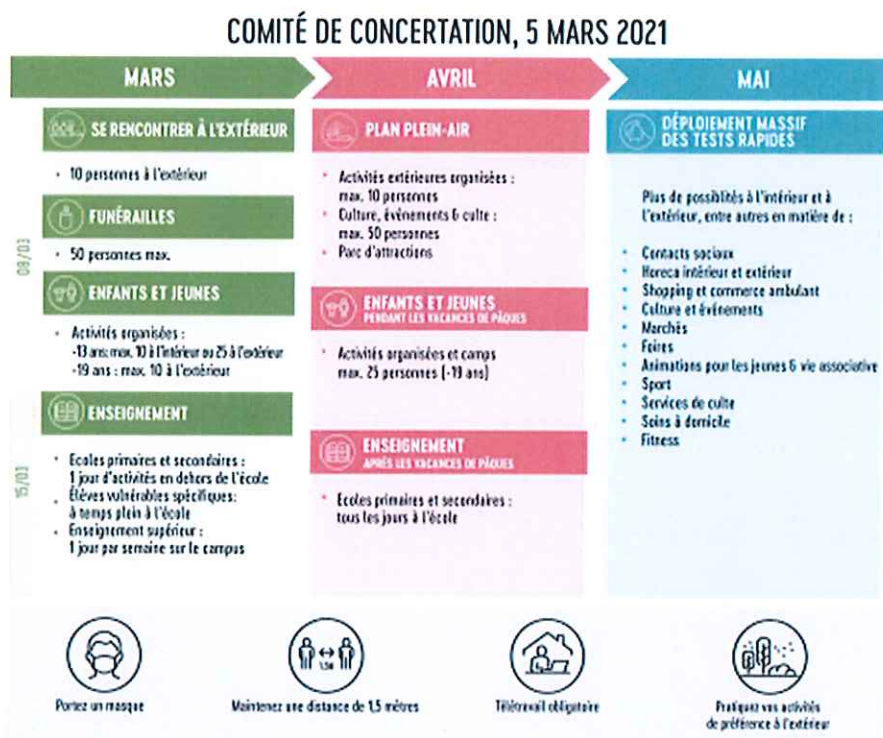 COMITÉ DE CONCERTATION, 5 MARS 2021
MARS
08/03
SE RENCONTRER À L'EXTÉRIEUR
• 10 personnes à l'extérieur
FUNÉRAILLES
• 50 personnes max.
ENFANTS ET JEUNES
• Activités organisées :
-13 ans: max. 10 à l'intérieur ou 25 à l'extérieur
-19 ans : max. 10 à l'extérieur
15/03
ENSEIGNEMENT
• Ecoles primaires et secondaires :
1 jour d'activités en dehors de l'école
• Élèves vulnérables spécifiques:
à temps plein à l'école
• Enseignement supérieur :
1 jour par semaine sur le campus
AVRIL
PLAN PLEIN-AIR
• Activités extérieures organisées :
max. 10 personnes
• Culture, événements & culte :
max. 50 personnes
• Parc d'attractions
ENFANTS ET JEUNES
PENDANT LES VACANCES DE PÂQUES
• Activités organisées et camps
max. 25 personnes (-19 ans)
ENSEIGNEMENT
APRÈS LES VACANCES DE PÂQUES
• Ecoles primaires et secondaires :
tous les jours à l'école
MAI
DÉPLOIEMENT MASSIF
DES TESTS RAPIDES
Plus de possiblités à l'intérieur et à
l'extérieur, entre autres en matière de :
• Contacts sociaux
• Horeca intérieur et extérieur
• Shopping et commerce ambulant
• Culture et événements
• Marchés
• Foires
• Animations pour les jeunes & vie associative
• Sport
• Services de culte
• Soins à domicile
• Fitness
Portez un masque
1,5m
Maintenez une distance de 1,5 mètres
Télétravail obligatoire
Pratiquez vos activités
de préférence à l'extérieur